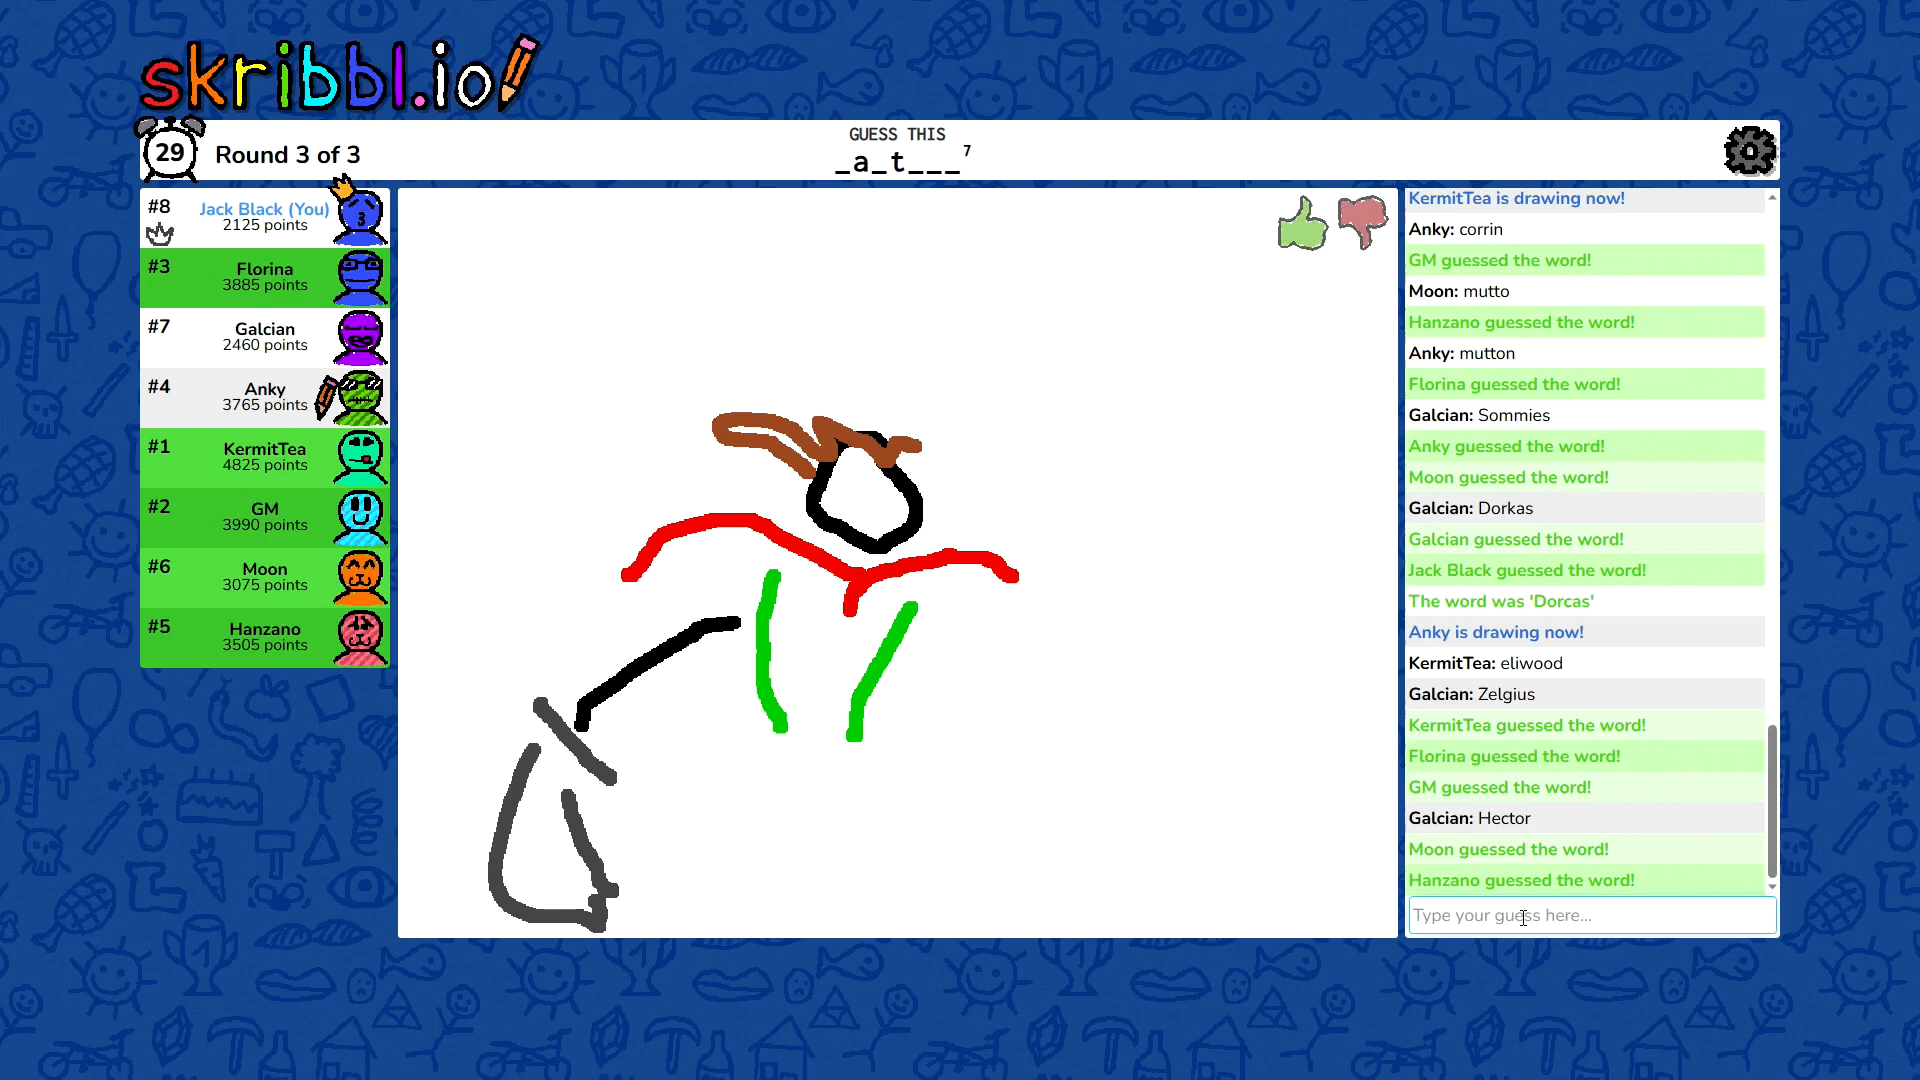 skribbl.io
29
Round 3 of 3
GUESS THIS
_a_t___ 7
#8
Jack Black (You)
2125 points
#3
Florina
3885 points
#7
Galcian
2460 points
#4
Anky
3765 points
#1
KermitTea
4825 points
#2
GM
3990 points
#6
Moon
3075 points
#5
Hanzano
3505 points
KermitTea is drawing now!
Anky: corrin
GM guessed the word!
Moon: mutto
Hanzano guessed the word!
Anky: mutton
Florina guessed the word!
Galcian: Sommies
Anky guessed the word!
Moon guessed the word!
Galcian: Dorkas
Galcian guessed the word!
Jack Black guessed the word!
The word was 'Dorcas'
Anky is drawing now!
KermitTea: eliwood
Galcian: Zelgius
KermitTea guessed the word!
Florina guessed the word!
GM guessed the word!
Galcian: Hector
Moon guessed the word!
Hanzano guessed the word!
Type your guess here...